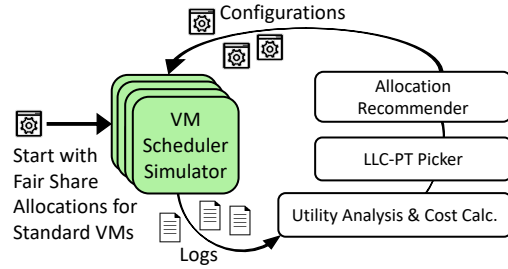 Configurations
VM
Scheduler
Simulator
Start with
Fair Share
Allocations for
Standard VMs
Allocation
Recommender
LLC-PT Picker
Utility Analysis & Cost Calc.
Logs